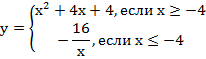 y = { x² + 4x + 4, если x ≥ −4
− 16/x, если x ≤ −4